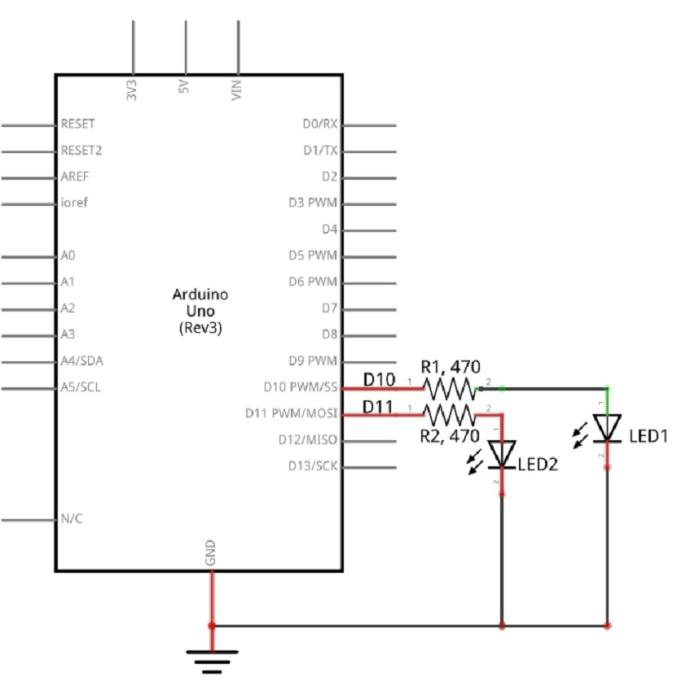 3V3
5V
VIN
RESET
RESET2
AREF
ioref
A0
A1
A2
A3
A4/SDA
A5/SCL
N/C
Arduino
Uno
(Rev3)
D0/RX
D1/TX
D2
D3 PWM
D4
D5 PWM
D6 PWM
D7
D8
D9 PWM
D10 PWM/SS
D11 PWM/MOSI
D12/MISO
D13/SCK
GND
D10
1
R1, 470
2
D11
1
R2, 470
2
1
LED2
2
1
LED1
2